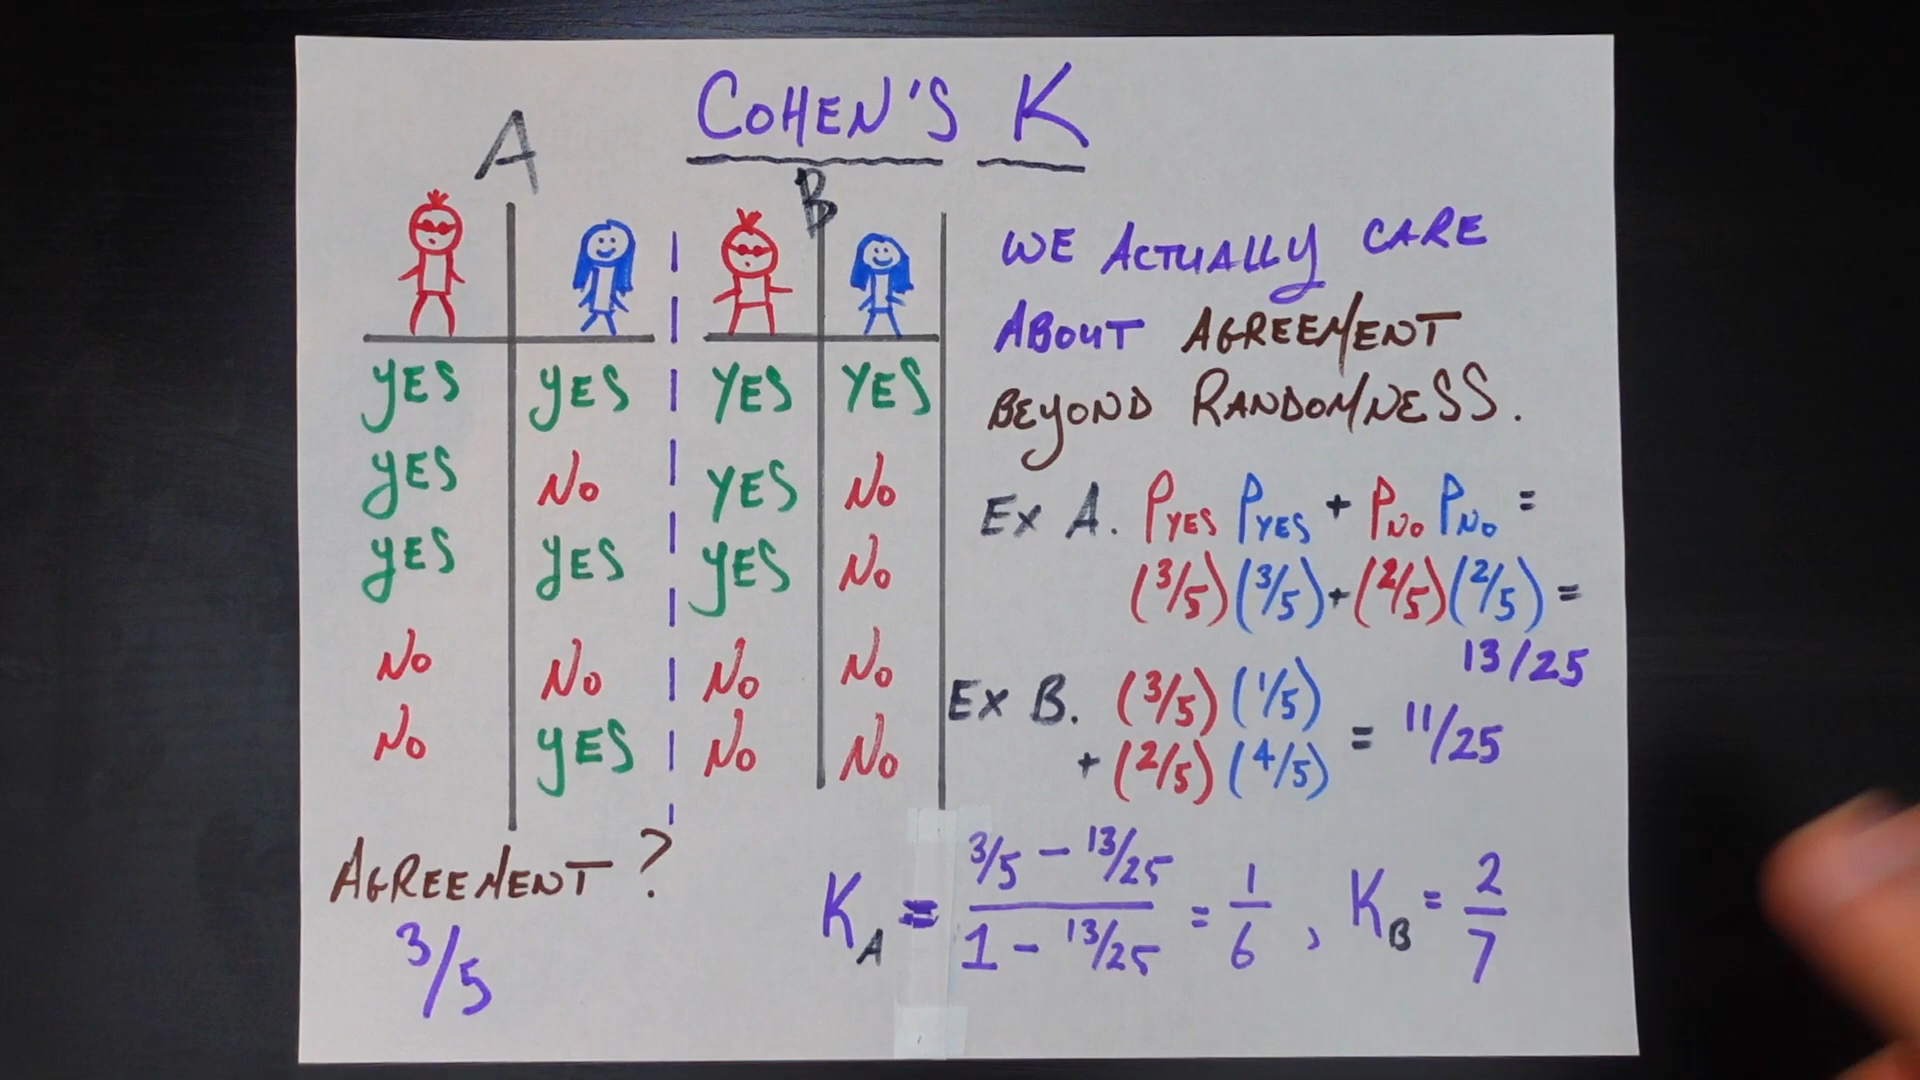 COHEN'S K
A
B
YES YES YES YES
YES NO YES NO
YES YES YES NO
NO NO NO NO
NO YES NO NO
AGREEMENT?
3/5
WE ACTUALLY CARE
ABOUT AGREEMENT
BEYOND RANDOMNESS.
EX A. PYES PYES + PNO PNO =
(3/5)(3/5)+(2/5)(2/5) =
13/25
EX B. (3/5)(1/5)
+(2/5)(4/5) = 11/25
KA = 3/5 - 13/25 / 1 - 13/25 = 1/6, KB = 2/7